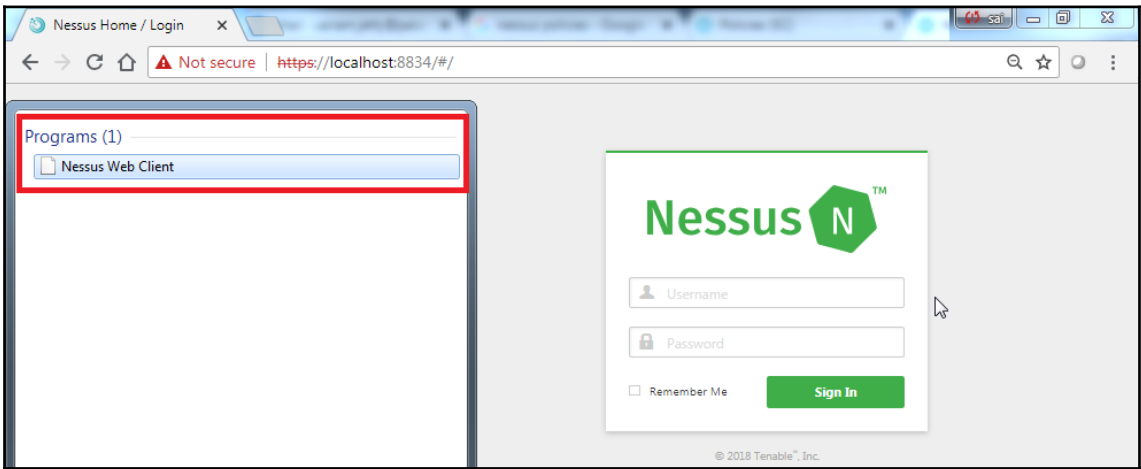 Nessus Home / Login
sai
Not secure | https://localhost:8834/#/
Programs (1)
Nessus Web Client
Nessus N ™
Username
Password
Remember Me
Sign In
© 2018 Tenable™, Inc.